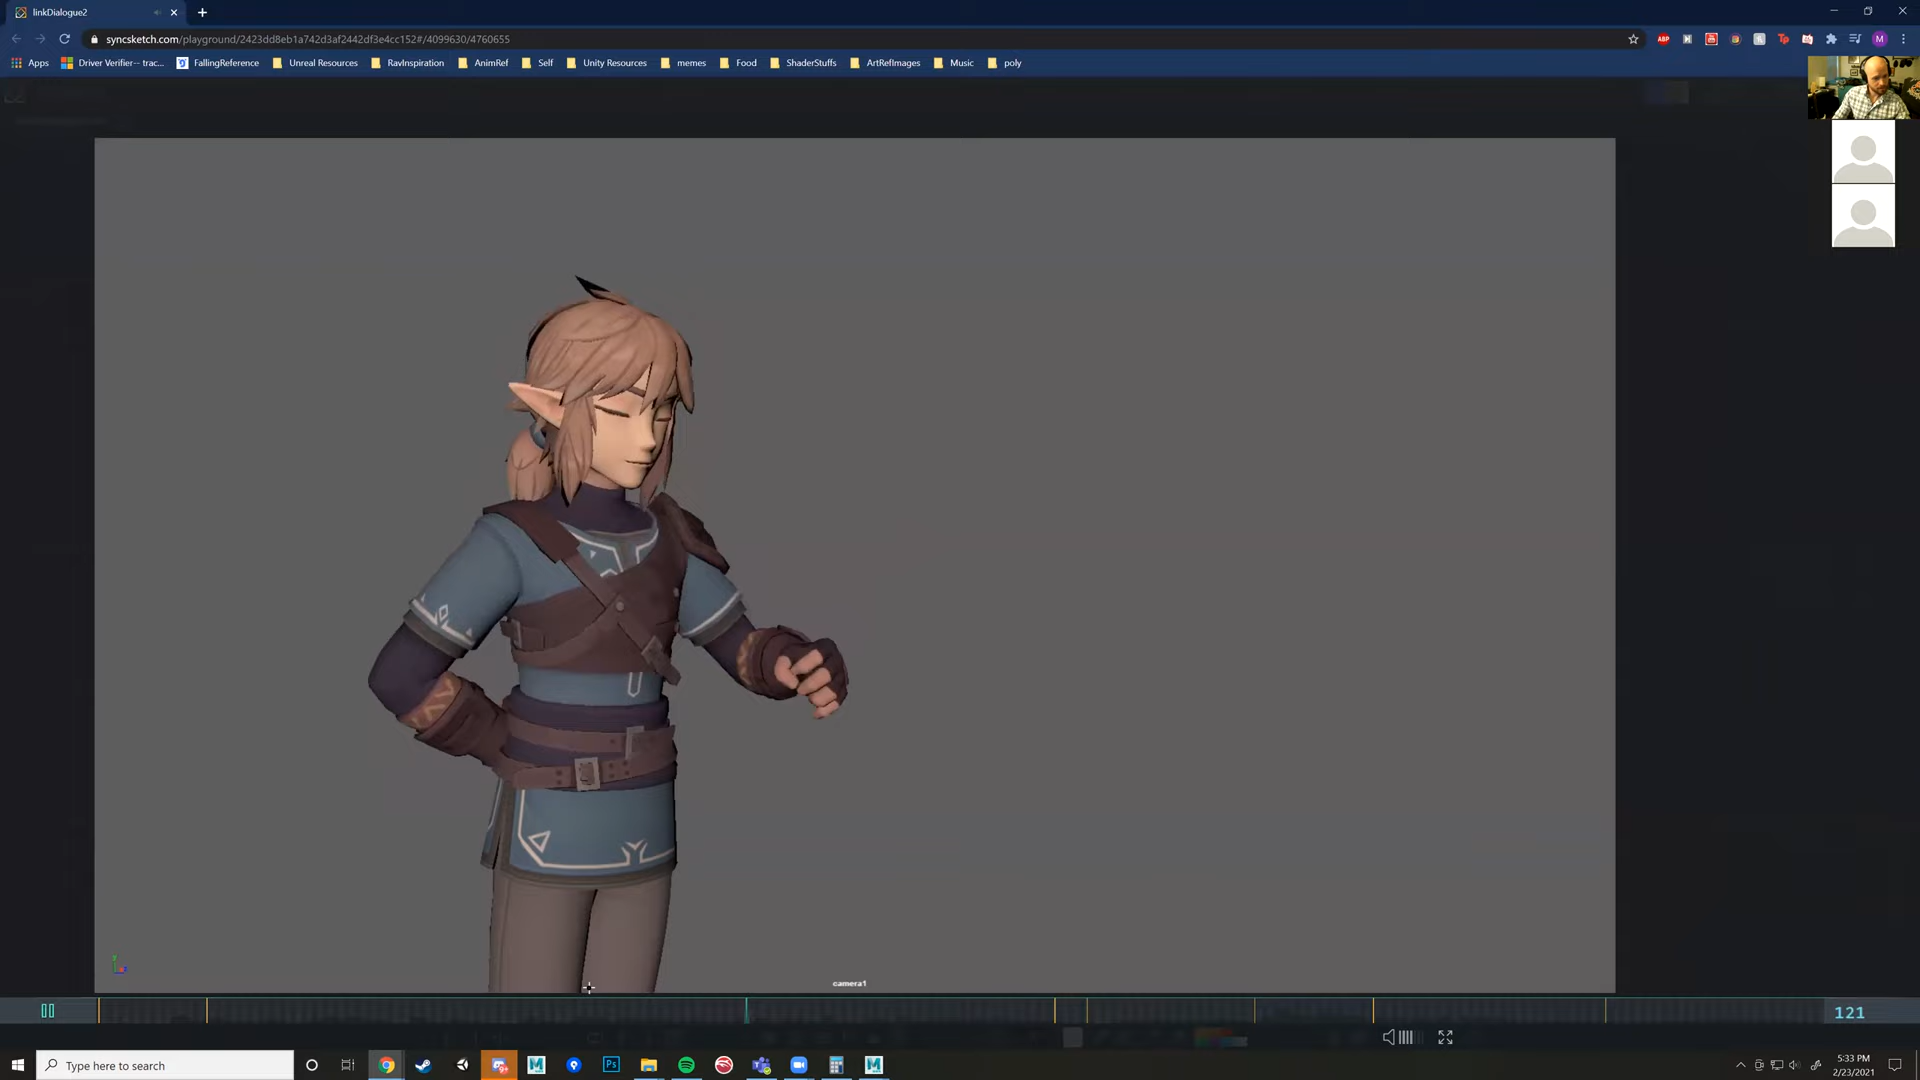 linkDialogue2
syncsketch.com/playground/2423dd8eb1a742d3af2442df3e4cc152#/4099630/4760655
Apps Driver Verifier-- trac... FallingReference Unreal Resources RavInspiration AnimRef Self Unity Resources memes Food ShaderStuffs ArtRefImages Music poly
camera1
121
Type here to search
5:33 PM
2/23/2021